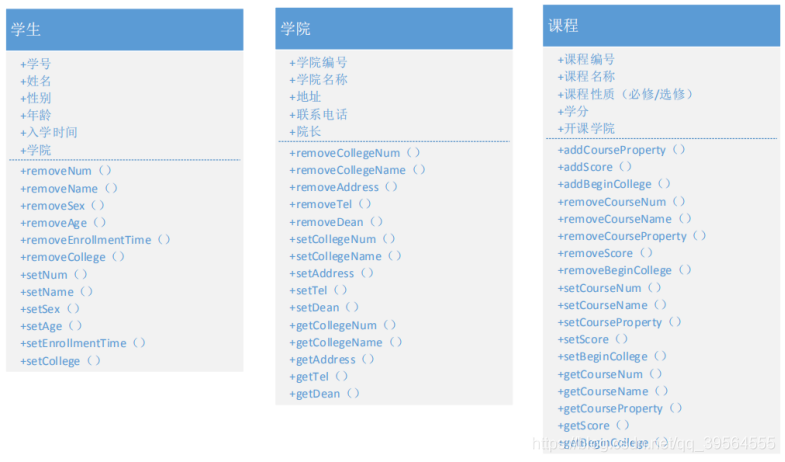 学生
+学号
+姓名
+性别
+年龄
+入学时间
+学院
+removeNum（）
+removeName（）
+removeSex（）
+removeAge（）
+removeEnrollmentTime（）
+removeCollege（）
+setNum（）
+setName（）
+setSex（）
+setAge（）
+setEnrollmentTime（）
+setCollege（）
学院
+学院编号
+学院名称
+地址
+联系电话
+院长
+removeCollegeNum（）
+removeCollegeName（）
+removeAddress（）
+removeTel（）
+removeDean（）
+setCollegeNum（）
+setCollegeName（）
+setAddress（）
+setTel（）
+setDean（）
+getCollegeNum（）
+getCollegeName（）
+getAddress（）
+getTel（）
+getDean（）
课程
+课程编号
+课程名称
+课程性质（必修/选修）
+学分
+开课学院
+addCourseProperty（）
+addScore（）
+addBeginCollege（）
+removeCourseNum（）
+removeCourseName（）
+removeCourseProperty（）
+removeScore（）
+removeBeginCollege（）
+setCourseNum（）
+setCourseName（）
+setCourseProperty（）
+setScore（）
+setBeginCollege（）
+getCourseNum（）
+getCourseName（）
+getCourseProperty（）
+getScore（）
+getBeginCollege（）
https://blog.csdn.net/qq_39564555